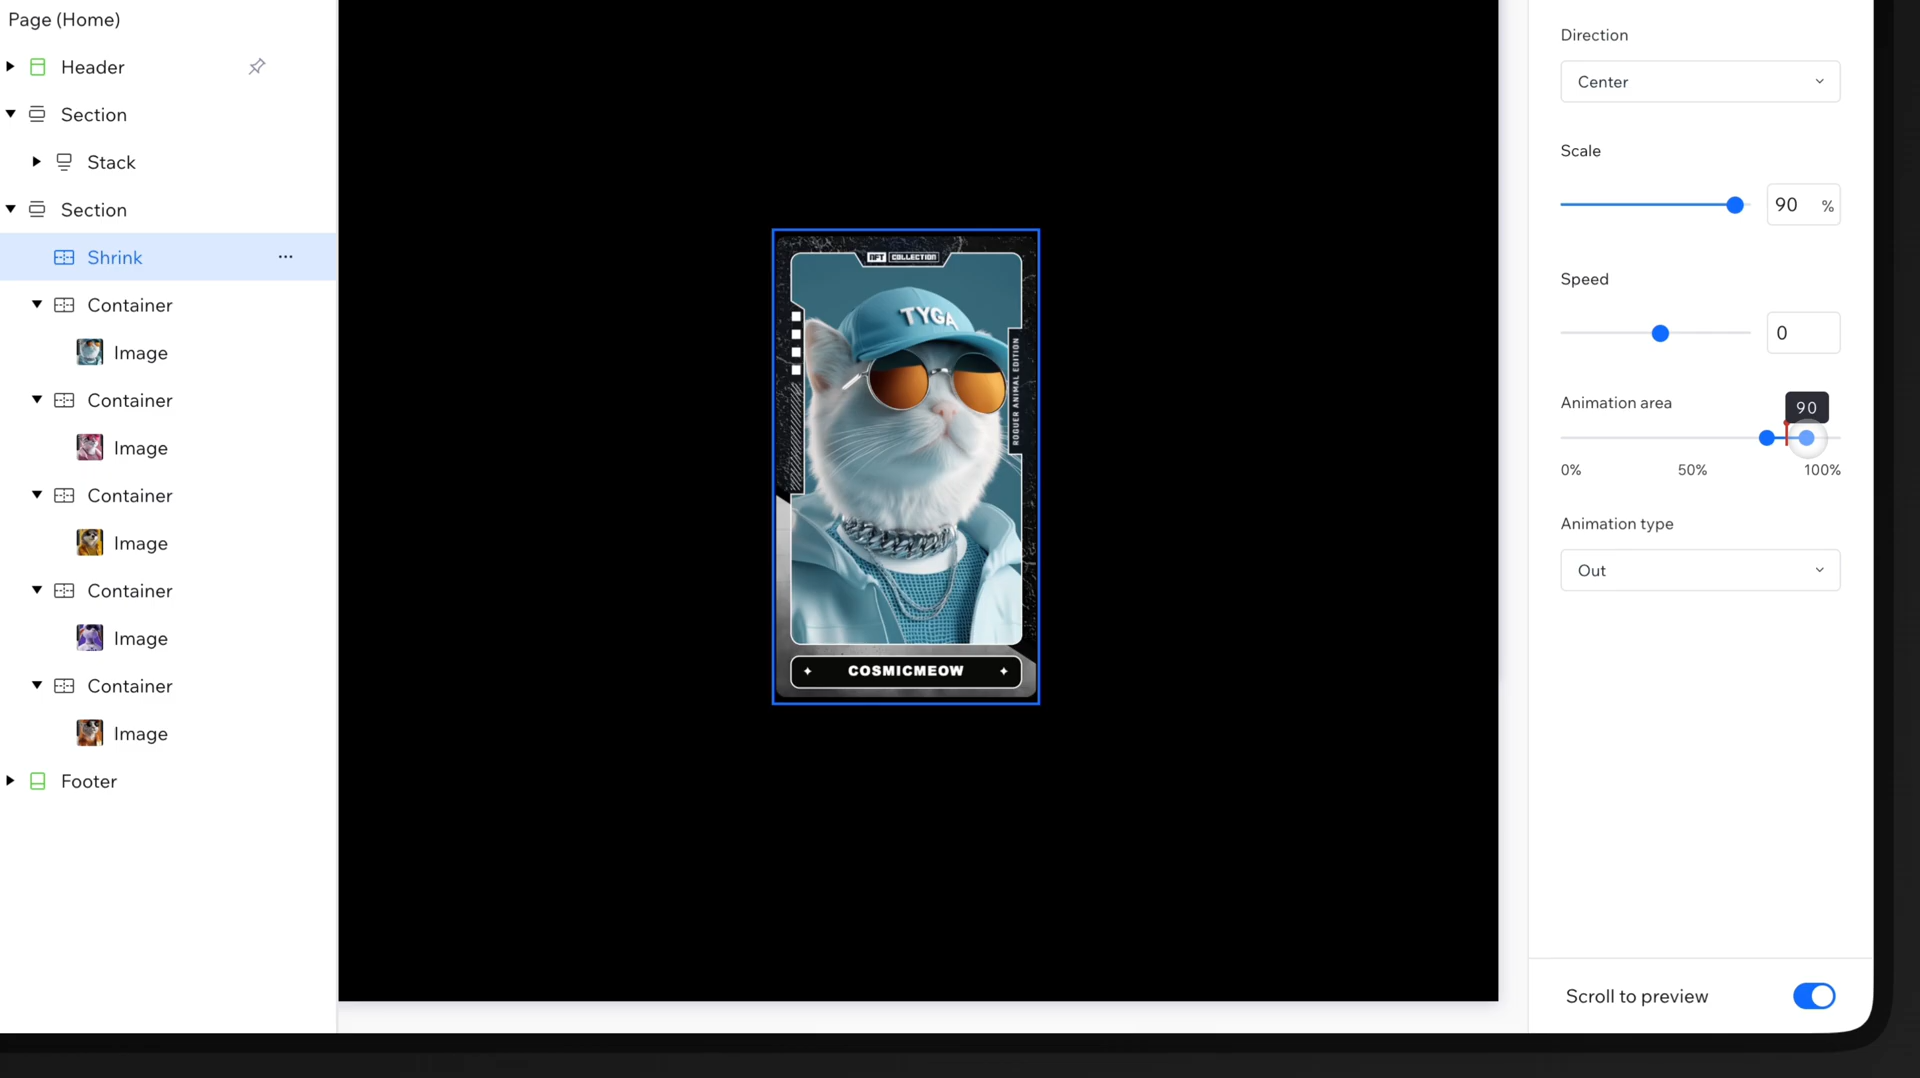 Page (Home)
Header
Section
Stack
Section
Shrink
Container
Image
Container
Image
Container
Image
Container
Image
Container
Image
Footer
NFT COLLECTION
TYGA
ROGUER ANIMAL EDITION
COSMICMEOW
Direction
Center
Scale
90 %
Speed
0
Animation area
90
0% 50% 100%
Animation type
Out
Scroll to preview